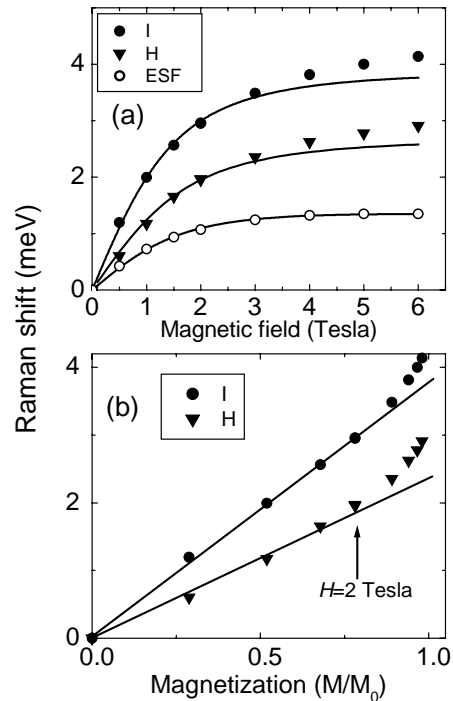 I
H
ESF
(a)
4
2
0
0 1 2 3 4 5 6
Magnetic field (Tesla)
Raman shift (meV)
(b)
I
H
4
2
0
H=2 Tesla
0.0 0.5 1.0
Magnetization (M/M₀)